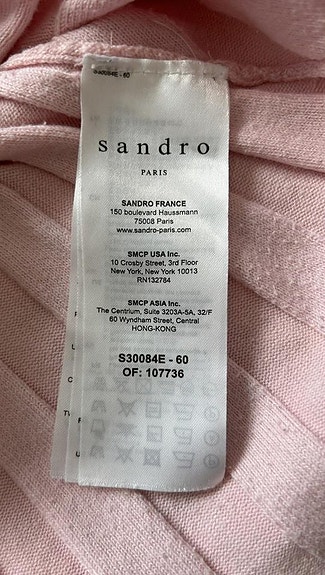 S30084E - 60
sandro
PARIS
SANDRO FRANCE
150 boulevard Haussmann
75008 Paris
www.sandro-paris.com
SMCP USA Inc.
10 Crosby Street, 3rd Floor
New York, New York 10013
RN132784
SMCP ASIA Inc.
The Centrium, Suite 3203A-5A, 32/F
60 Wyndham Street, Central
HONG-KONG
S30084E - 60
OF: 107736